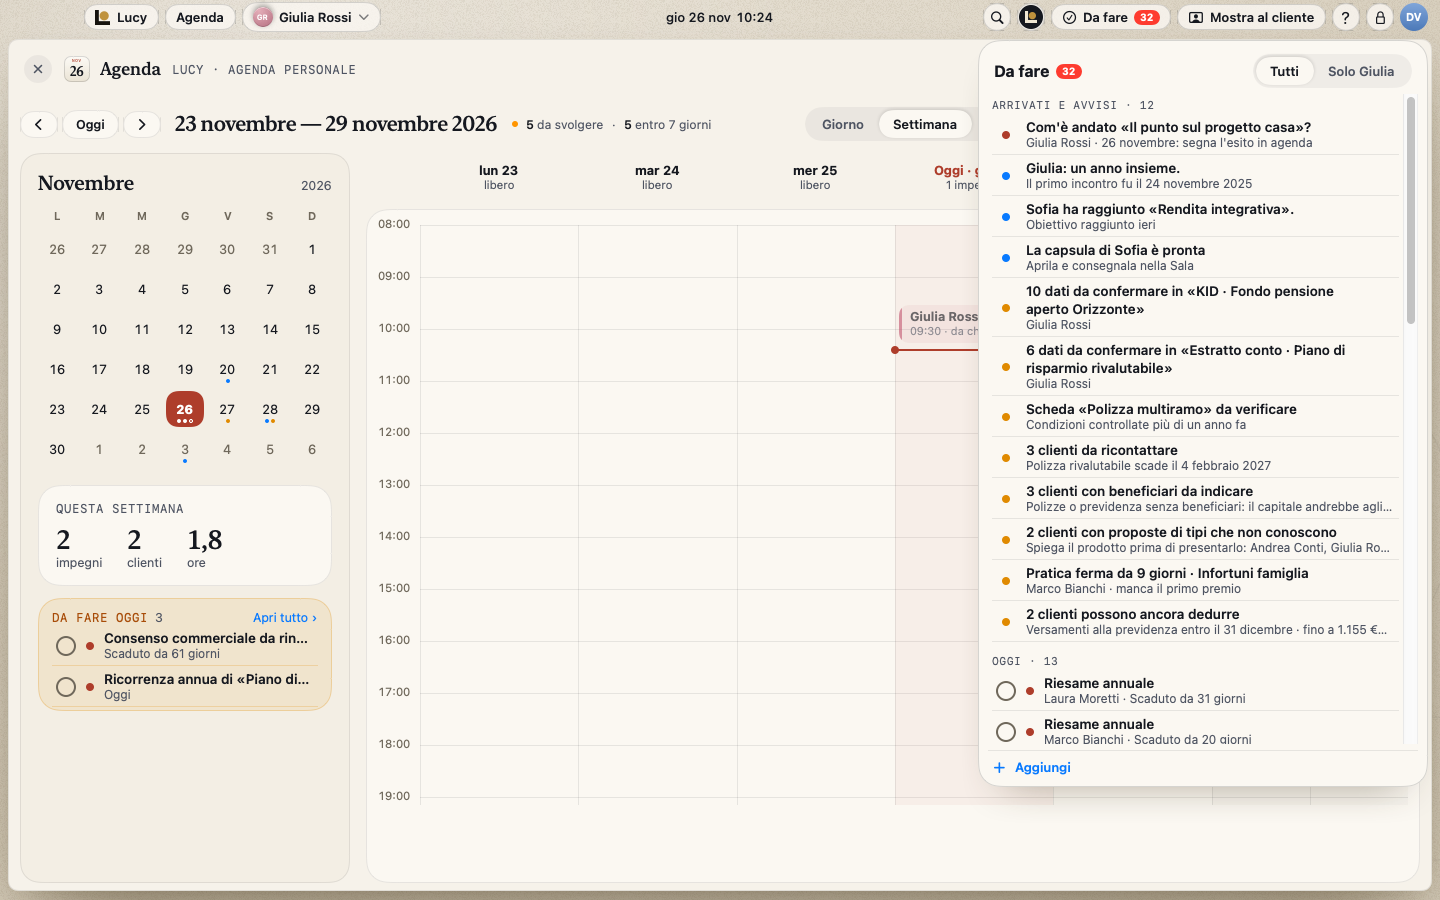 Lucy
Agenda
GR Giulia Rossi
gio 26 nov 10:24
Da fare 32
Mostra al cliente
?
DV
NOV
26
Agenda
LUCY · AGENDA PERSONALE
Oggi
23 novembre — 29 novembre 2026
5 da svolgere · 5 entro 7 giorni
Giorno
Settimana
Novembre
2026
L M M G V S D
26 27 28 29 30 31 1
2 3 4 5 6 7 8
9 10 11 12 13 14 15
16 17 18 19 20 21 22
23 24 25 26 27 28 29
30 1 2 3 4 5 6
QUESTA SETTIMANA
2 2 1,8
impegni clienti ore
DA FARE OGGI 3
Apri tutto ›
Consenso commerciale da rin...
Scaduto da 61 giorni
Ricorrenza annua di «Piano di...
Oggi
lun 23
libero
mar 24
libero
mer 25
libero
Oggi · g
1 impe
08:00
09:00
10:00
11:00
12:00
13:00
14:00
15:00
16:00
17:00
18:00
19:00
Giulia Ross
09:30 · da ch
Da fare 32
Tutti
Solo Giulia
ARRIVATI E AVVISI · 12
Com'è andato «Il punto sul progetto casa»?
Giulia Rossi · 26 novembre: segna l'esito in agenda
Giulia: un anno insieme.
Il primo incontro fu il 24 novembre 2025
Sofia ha raggiunto «Rendita integrativa».
Obiettivo raggiunto ieri
La capsula di Sofia è pronta
Aprila e consegnala nella Sala
10 dati da confermare in «KID · Fondo pensione
aperto Orizzonte»
Giulia Rossi
6 dati da confermare in «Estratto conto · Piano di
risparmio rivalutabile»
Giulia Rossi
Scheda «Polizza multiramo» da verificare
Condizioni controllate più di un anno fa
3 clienti da ricontattare
Polizza rivalutabile scade il 4 febbraio 2027
3 clienti con beneficiari da indicare
Polizze o previdenza senza beneficiari: il capitale andrebbe agli...
2 clienti con proposte di tipi che non conoscono
Spiega il prodotto prima di presentarlo: Andrea Conti, Giulia Ro...
Pratica ferma da 9 giorni · Infortuni famiglia
Marco Bianchi · manca il primo premio
2 clienti possono ancora dedurre
Versamenti alla previdenza entro il 31 dicembre · fino a 1.155 €...
OGGI · 13
Riesame annuale
Laura Moretti · Scaduto da 31 giorni
Riesame annuale
Marco Bianchi · Scaduto da 20 giorni
+ Aggiungi